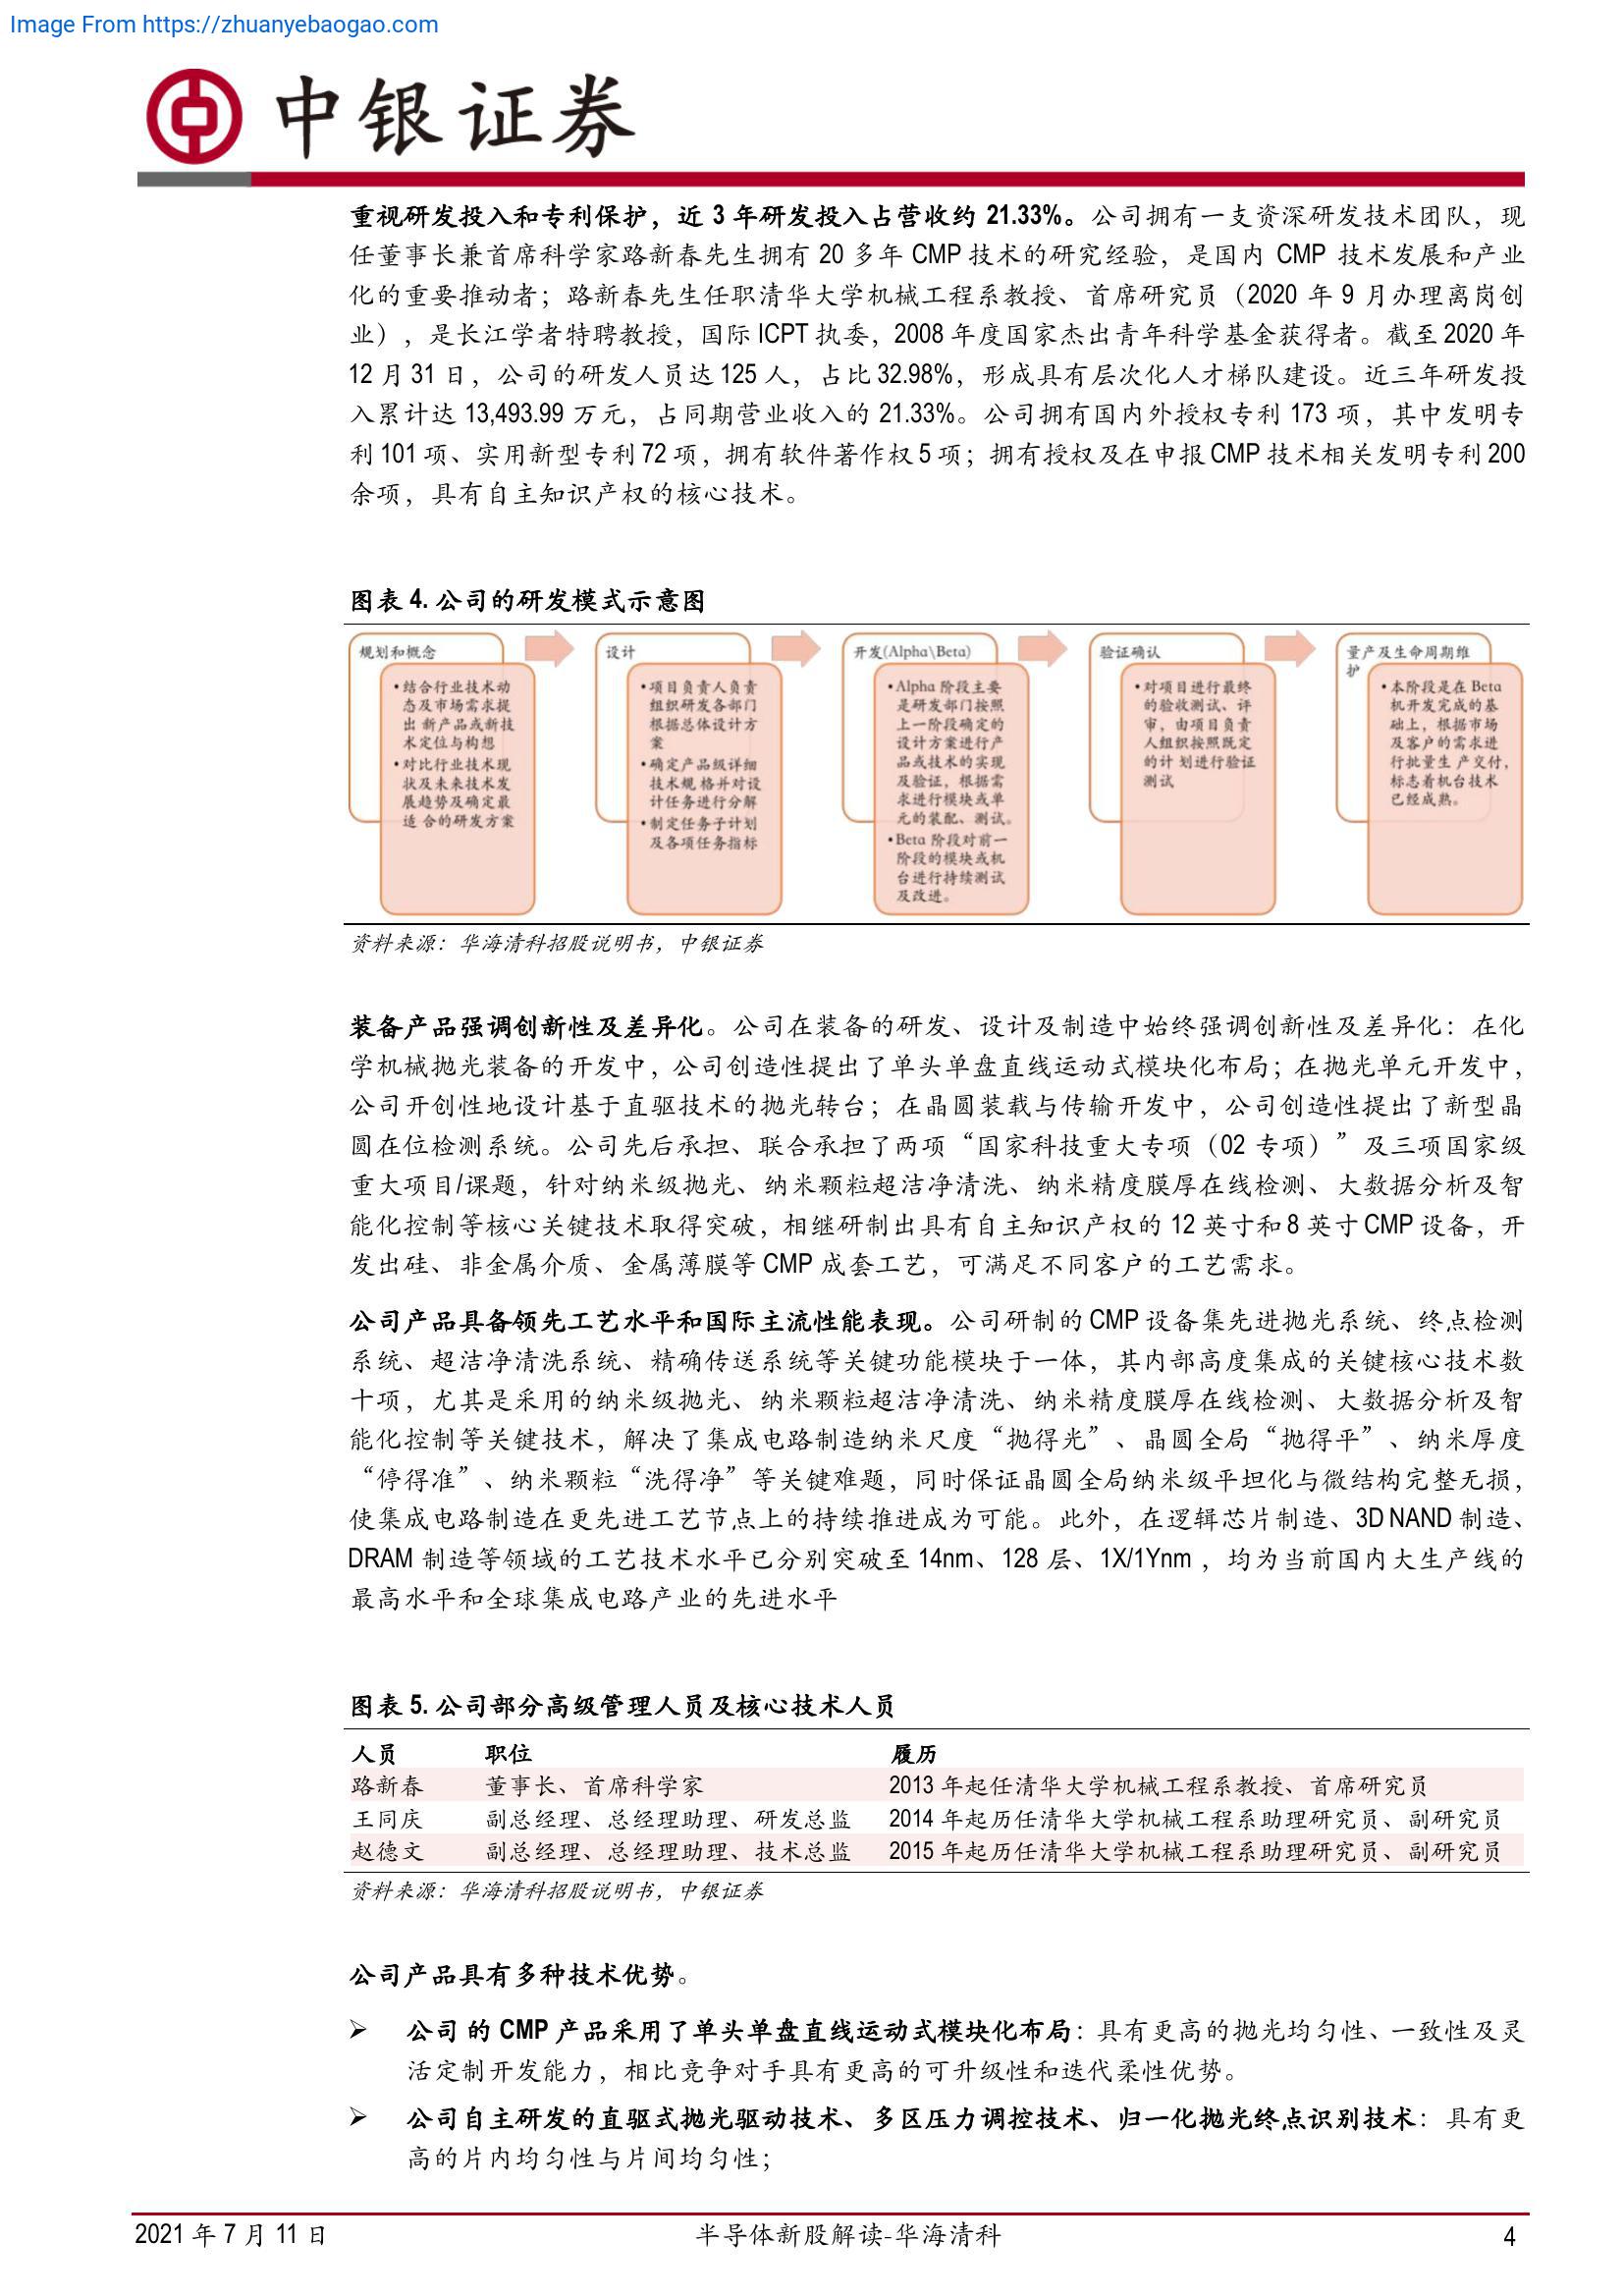 Image From https://zhuanyebaogao.com
中银证券
重视研发投入和专利保护，近 3 年研发投入占营收约 21.33%。公司拥有一支资深研发技术团队，现
任董事长兼首席科学家路新春先生拥有 20 多年 CMP 技术的研究经验，是国内 CMP 技术发展和产业
化的重要推动者；路新春先生任职清华大学机械工程系教授、首席研究员（2020 年 9 月办理离岗创
业），是长江学者特聘教授，国际 ICPT 执委，2008 年度国家杰出青年科学基金获得者。截至 2020 年
12 月 31 日，公司的研发人员达 125 人，占比 32.98%，形成具有层次化人才梯队建设。近三年研发投
入累计达 13,493.99 万元，占同期营业收入的 21.33%。公司拥有国内外授权专利 173 项，其中发明专
利 101 项、实用新型专利 72 项，拥有软件著作权 5 项；拥有授权及在申报 CMP 技术相关发明专利 200
余项，具有自主知识产权的核心技术。
图表 4. 公司的研发模式示意图
规划和概念
•结合行业技术动
态及市场需求提
出 新产品或新技
术定位与构想
•对比行业技术现
状及未来技术发
展趋势及确定最
适 合的研发方案
设计
•项目负责人负责
组织研发各部门
根据总体设计方
案
•确定产品级详细
技术规 格并对设
计任务进行分解
•制定任务子计划
及各项任务指标
开发(Alpha\Beta)
•Alpha 阶段主要
是研发部门按照
上一阶段确定的
设计方案进行产
品或技术的实现
及验证，根据需
求进行模块或单
元的装配、测试。
•Beta 阶段对前一
阶段的模块或机
台进行持续测试
及改进。
验证确认
•对项目进行最终
的验收测试、评
审，由项目负责
人组织按照既定
的计 划进行验证
测试
量产及生命周期维
护
•本阶段是在 Beta
机开发完成的基
础上，根据市场
及客户的需求进
行批量生 产交付，
标志着机台技术
已经成熟。
资料来源：华海清科招股说明书，中银证券
装备产品强调创新性及差异化。公司在装备的研发、设计及制造中始终强调创新性及差异化：在化
学机械抛光装备的开发中，公司创造性提出了单头单盘直线运动式模块化布局；在抛光单元开发中，
公司开创性地设计基于直驱技术的抛光转台；在晶圆装载与传输开发中，公司创造性提出了新型晶
圆在位检测系统。公司先后承担、联合承担了两项“国家科技重大专项（02 专项）”及三项国家级
重大项目/课题，针对纳米级抛光、纳米颗粒超洁净清洗、纳米精度膜厚在线检测、大数据分析及智
能化控制等核心关键技术取得突破，相继研制出具有自主知识产权的 12 英寸和 8 英寸 CMP 设备，开
发出硅、非金属介质、金属薄膜等 CMP 成套工艺，可满足不同客户的工艺需求。
公司产品具备领先工艺水平和国际主流性能表现。公司研制的 CMP 设备集先进抛光系统、终点检测
系统、超洁净清洗系统、精确传送系统等关键功能模块于一体，其内部高度集成的关键核心技术数
十项，尤其是采用的纳米级抛光、纳米颗粒超洁净清洗、纳米精度膜厚在线检测、大数据分析及智
能化控制等关键技术，解决了集成电路制造纳米尺度“抛得光”、晶圆全局“抛得平”、纳米厚度
“停得准”、纳米颗粒“洗得净”等关键难题，同时保证晶圆全局纳米级平坦化与微结构完整无损，
使集成电路制造在更先进工艺节点上的持续推进成为可能。此外，在逻辑芯片制造、3D NAND 制造、
DRAM 制造等领域的工艺技术水平已分别突破至 14nm、128 层、1X/1Ynm ，均为当前国内大生产线的
最高水平和全球集成电路产业的先进水平
图表 5. 公司部分高级管理人员及核心技术人员
人员 职位 履历
路新春 董事长、首席科学家 2013 年起任清华大学机械工程系教授、首席研究员
王同庆 副总经理、总经理助理、研发总监 2014 年起历任清华大学机械工程系助理研究员、副研究员
赵德文 副总经理、总经理助理、技术总监 2015 年起历任清华大学机械工程系助理研究员、副研究员
资料来源：华海清科招股说明书，中银证券
公司产品具有多种技术优势。
➢ 公司 的 CMP 产品采用了单头单盘直线运动式模块化布局：具有更高的抛光均匀性、一致性及灵
活定制开发能力，相比竞争对手具有更高的可升级性和迭代柔性优势。
➢ 公司自主研发的直驱式抛光驱动技术、多区压力调控技术、归一化抛光终点识别技术：具有更
高的片内均匀性与片间均匀性；
2021 年 7 月 11 日 半导体新股解读-华海清科 4